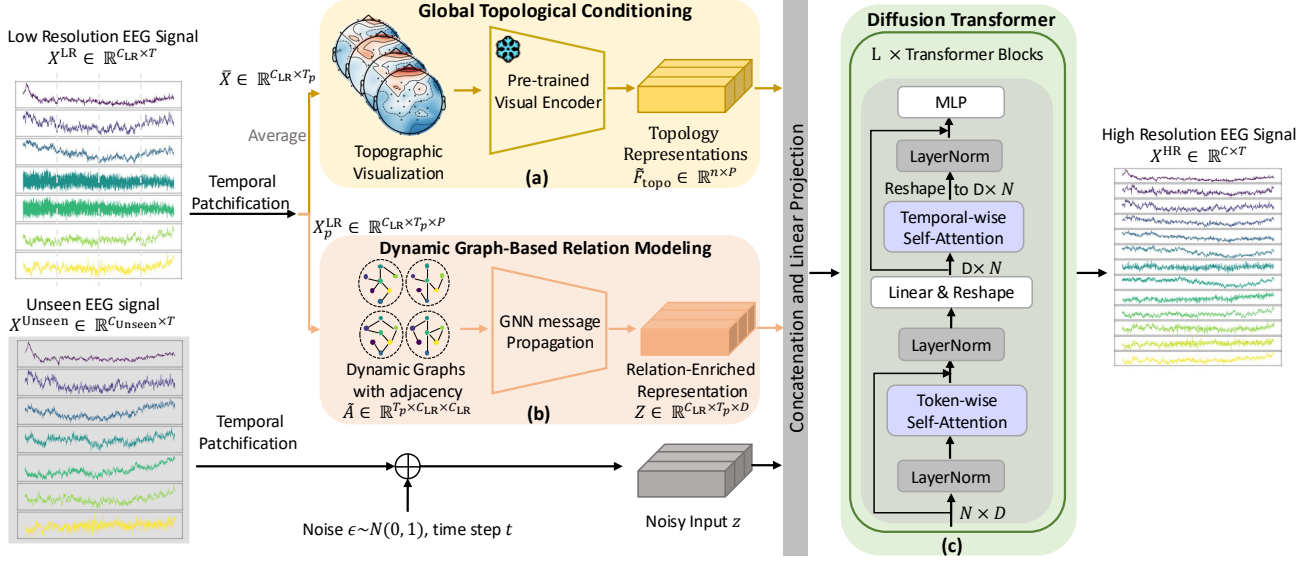 Low Resolution EEG Signal
X^LR ∈ ℝ^{C_LR×T}
Temporal
Patchification
Unseen EEG signal
X^Unseen ∈ ℝ^{C_Unseen×T}
Temporal
Patchification
Noise ϵ~N(0, 1), time step t
X̄ ∈ ℝ^{C_LR×T_p}
Average
X_p^LR ∈ ℝ^{C_LR×T_p×P}
Global Topological Conditioning
Topographic
Visualization
Pre-trained
Visual Encoder
(a)
Topology
Representations
F̃_topo ∈ ℝ^{n×P}
Dynamic Graph-Based Relation Modeling
Dynamic Graphs
with adjacency
Ã ∈ ℝ^{T_p×C_LR×C_LR}
GNN message
Propagation
(b)
Relation-Enriched
Representation
Z ∈ ℝ^{C_LR×T_p×D}
Noisy Input z
Concatenation and Linear Projection
Diffusion Transformer
L × Transformer Blocks
MLP
LayerNorm
Reshape to D× N
Temporal-wise
Self-Attention
D× N
Linear & Reshape
LayerNorm
Token-wise
Self-Attention
LayerNorm
N × D
(c)
High Resolution EEG Signal
X^HR ∈ ℝ^{C×T}